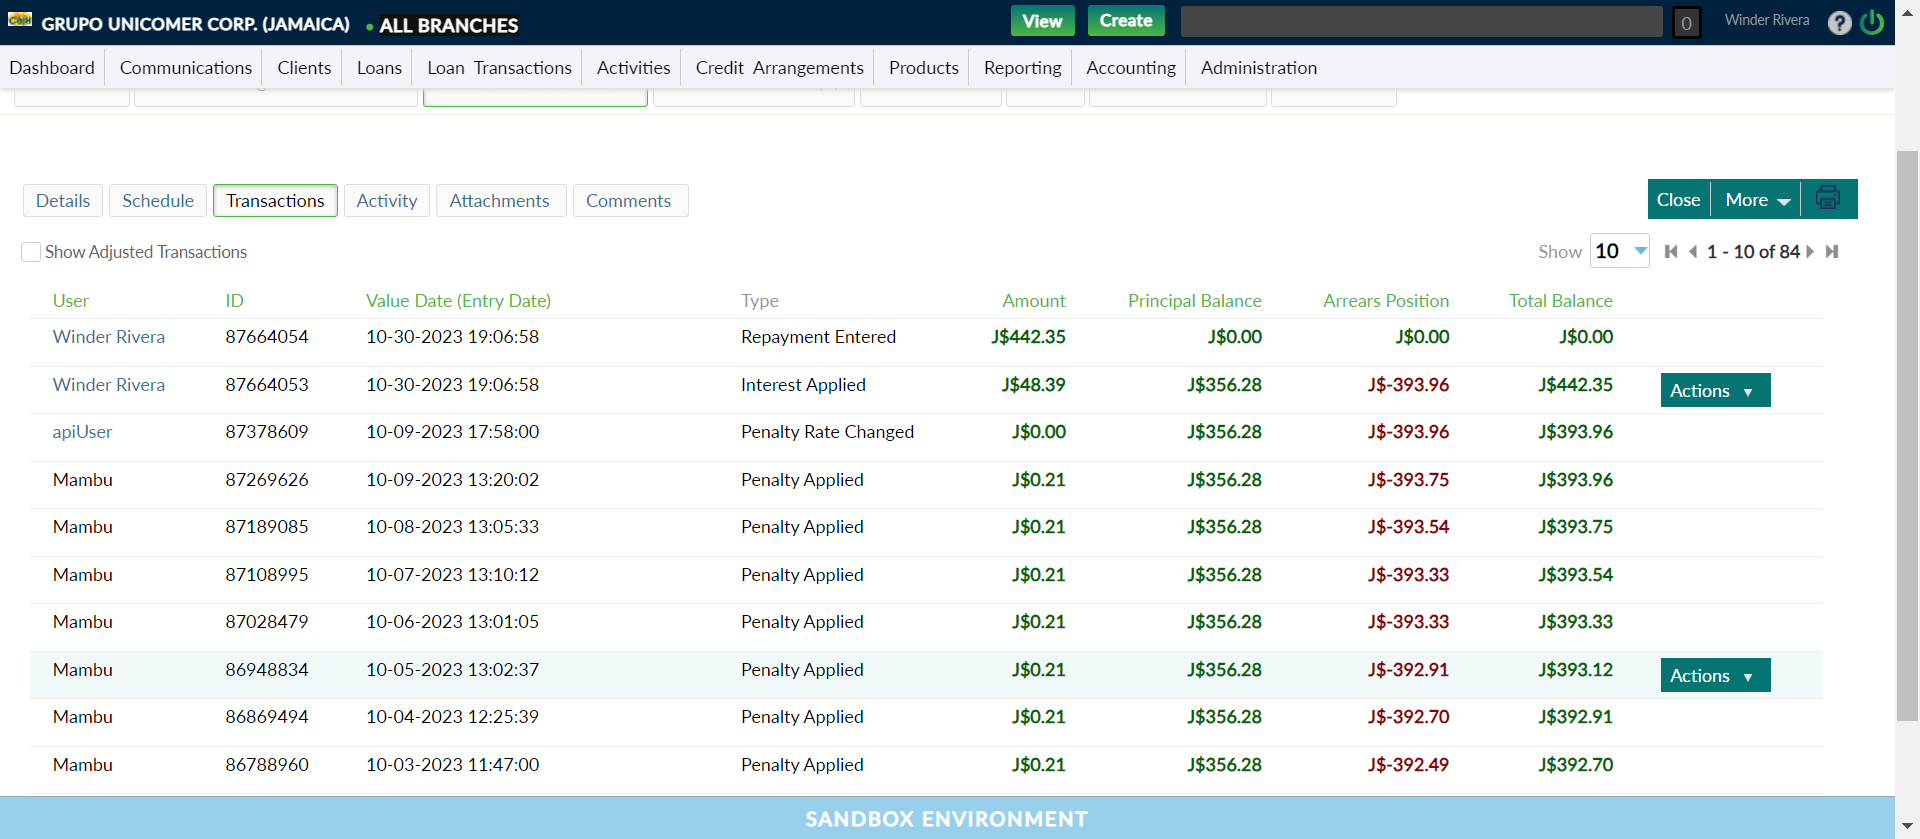 GRUPO UNICOMER CORP. (JAMAICA) ALL BRANCHES View Create 0 Winder Rivera ?
Dashboard Communications Clients Loans Loan Transactions Activities Credit Arrangements Products Reporting Accounting Administration
Details Schedule Transactions Activity Attachments Comments Close More
Show Adjusted Transactions Show 10 1 - 10 of 84
User ID Value Date (Entry Date) Type Amount Principal Balance Arrears Position Total Balance
Winder Rivera 87664054 10-30-2023 19:06:58 Repayment Entered J$442.35 J$0.00 J$0.00 J$0.00
Winder Rivera 87664053 10-30-2023 19:06:58 Interest Applied J$48.39 J$356.28 J$-393.96 J$442.35 Actions
apiUser 87378609 10-09-2023 17:58:00 Penalty Rate Changed J$0.00 J$356.28 J$-393.96 J$393.96
Mambu 87269626 10-09-2023 13:20:02 Penalty Applied J$0.21 J$356.28 J$-393.75 J$393.96
Mambu 87189085 10-08-2023 13:05:33 Penalty Applied J$0.21 J$356.28 J$-393.54 J$393.75
Mambu 87108995 10-07-2023 13:10:12 Penalty Applied J$0.21 J$356.28 J$-393.33 J$393.54
Mambu 87028479 10-06-2023 13:01:05 Penalty Applied J$0.21 J$356.28 J$-393.33 J$393.33
Mambu 86948834 10-05-2023 13:02:37 Penalty Applied J$0.21 J$356.28 J$-392.91 J$393.12 Actions
Mambu 86869494 10-04-2023 12:25:39 Penalty Applied J$0.21 J$356.28 J$-392.70 J$392.91
Mambu 86788960 10-03-2023 11:47:00 Penalty Applied J$0.21 J$356.28 J$-392.49 J$392.70
SANDBOX ENVIRONMENT